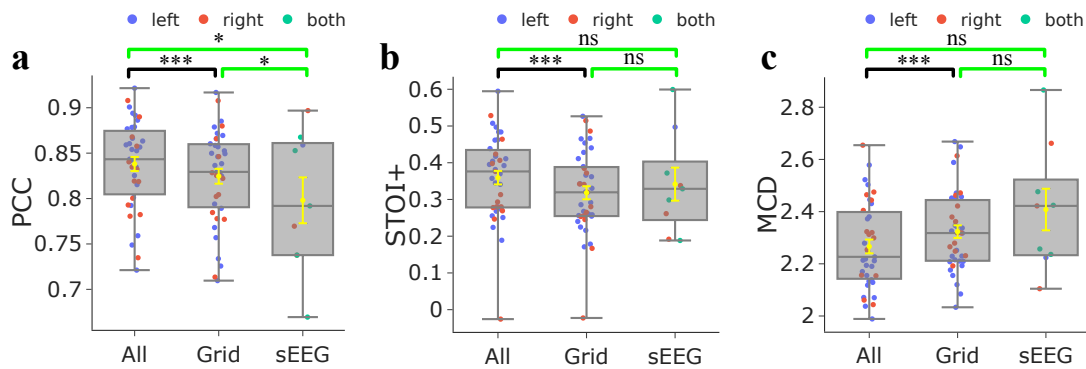 left right both
a
*
***
*
PCC
0.9
0.85
0.8
0.75
0.7
All Grid sEEG
left right both
b
ns
***
ns
STOI+
0.6
0.5
0.4
0.3
0.2
0.1
0
All Grid sEEG
left right both
c
ns
***
ns
MCD
2.8
2.6
2.4
2.2
2
All Grid sEEG